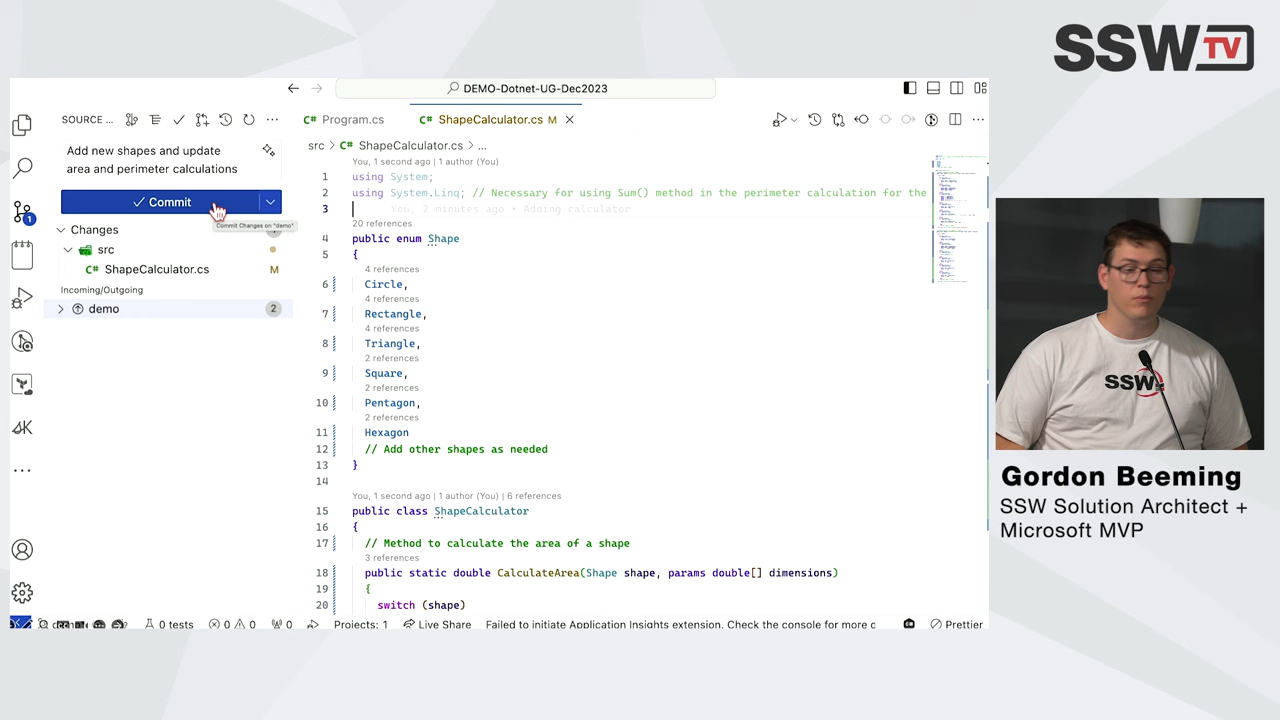 SSW TV
DEMO-Dotnet-UG-Dec2023
SOURCE ...
Program.cs
ShapeCalculator.cs M
Add new shapes and update
area and perimeter calculations
Commit
Commit Changes on "demo"
Changes
src
ShapeCalculator.cs M
Incoming/Outgoing
demo 2
1
src > ShapeCalculator.cs > ...
You, 1 second ago | 1 author (You)
1 using System;
2 using System.Linq; // Necessary for using Sum() method in the perimeter calculation for the
You, 2 minutes ago • Adding calculator
20 references
4 public enum Shape
{
4 references
Circle,
4 references
7 Rectangle,
4 references
8 Triangle,
2 references
9 Square,
2 references
10 Pentagon,
2 references
11 Hexagon
12 // Add other shapes as needed
13 }
14
You, 1 second ago | 1 author (You) | 6 references
15 public class ShapeCalculator
16 {
17 // Method to calculate the area of a shape
3 references
18 public static double CalculateArea(Shape shape, params double[] dimensions)
19 {
20 switch (shape)
0 tests 0 0 0 Projects: 1 Live Share Failed to initiate Application Insights extension. Check the console for more d Prettier
SSW
Gordon Beeming
SSW Solution Architect +
Microsoft MVP